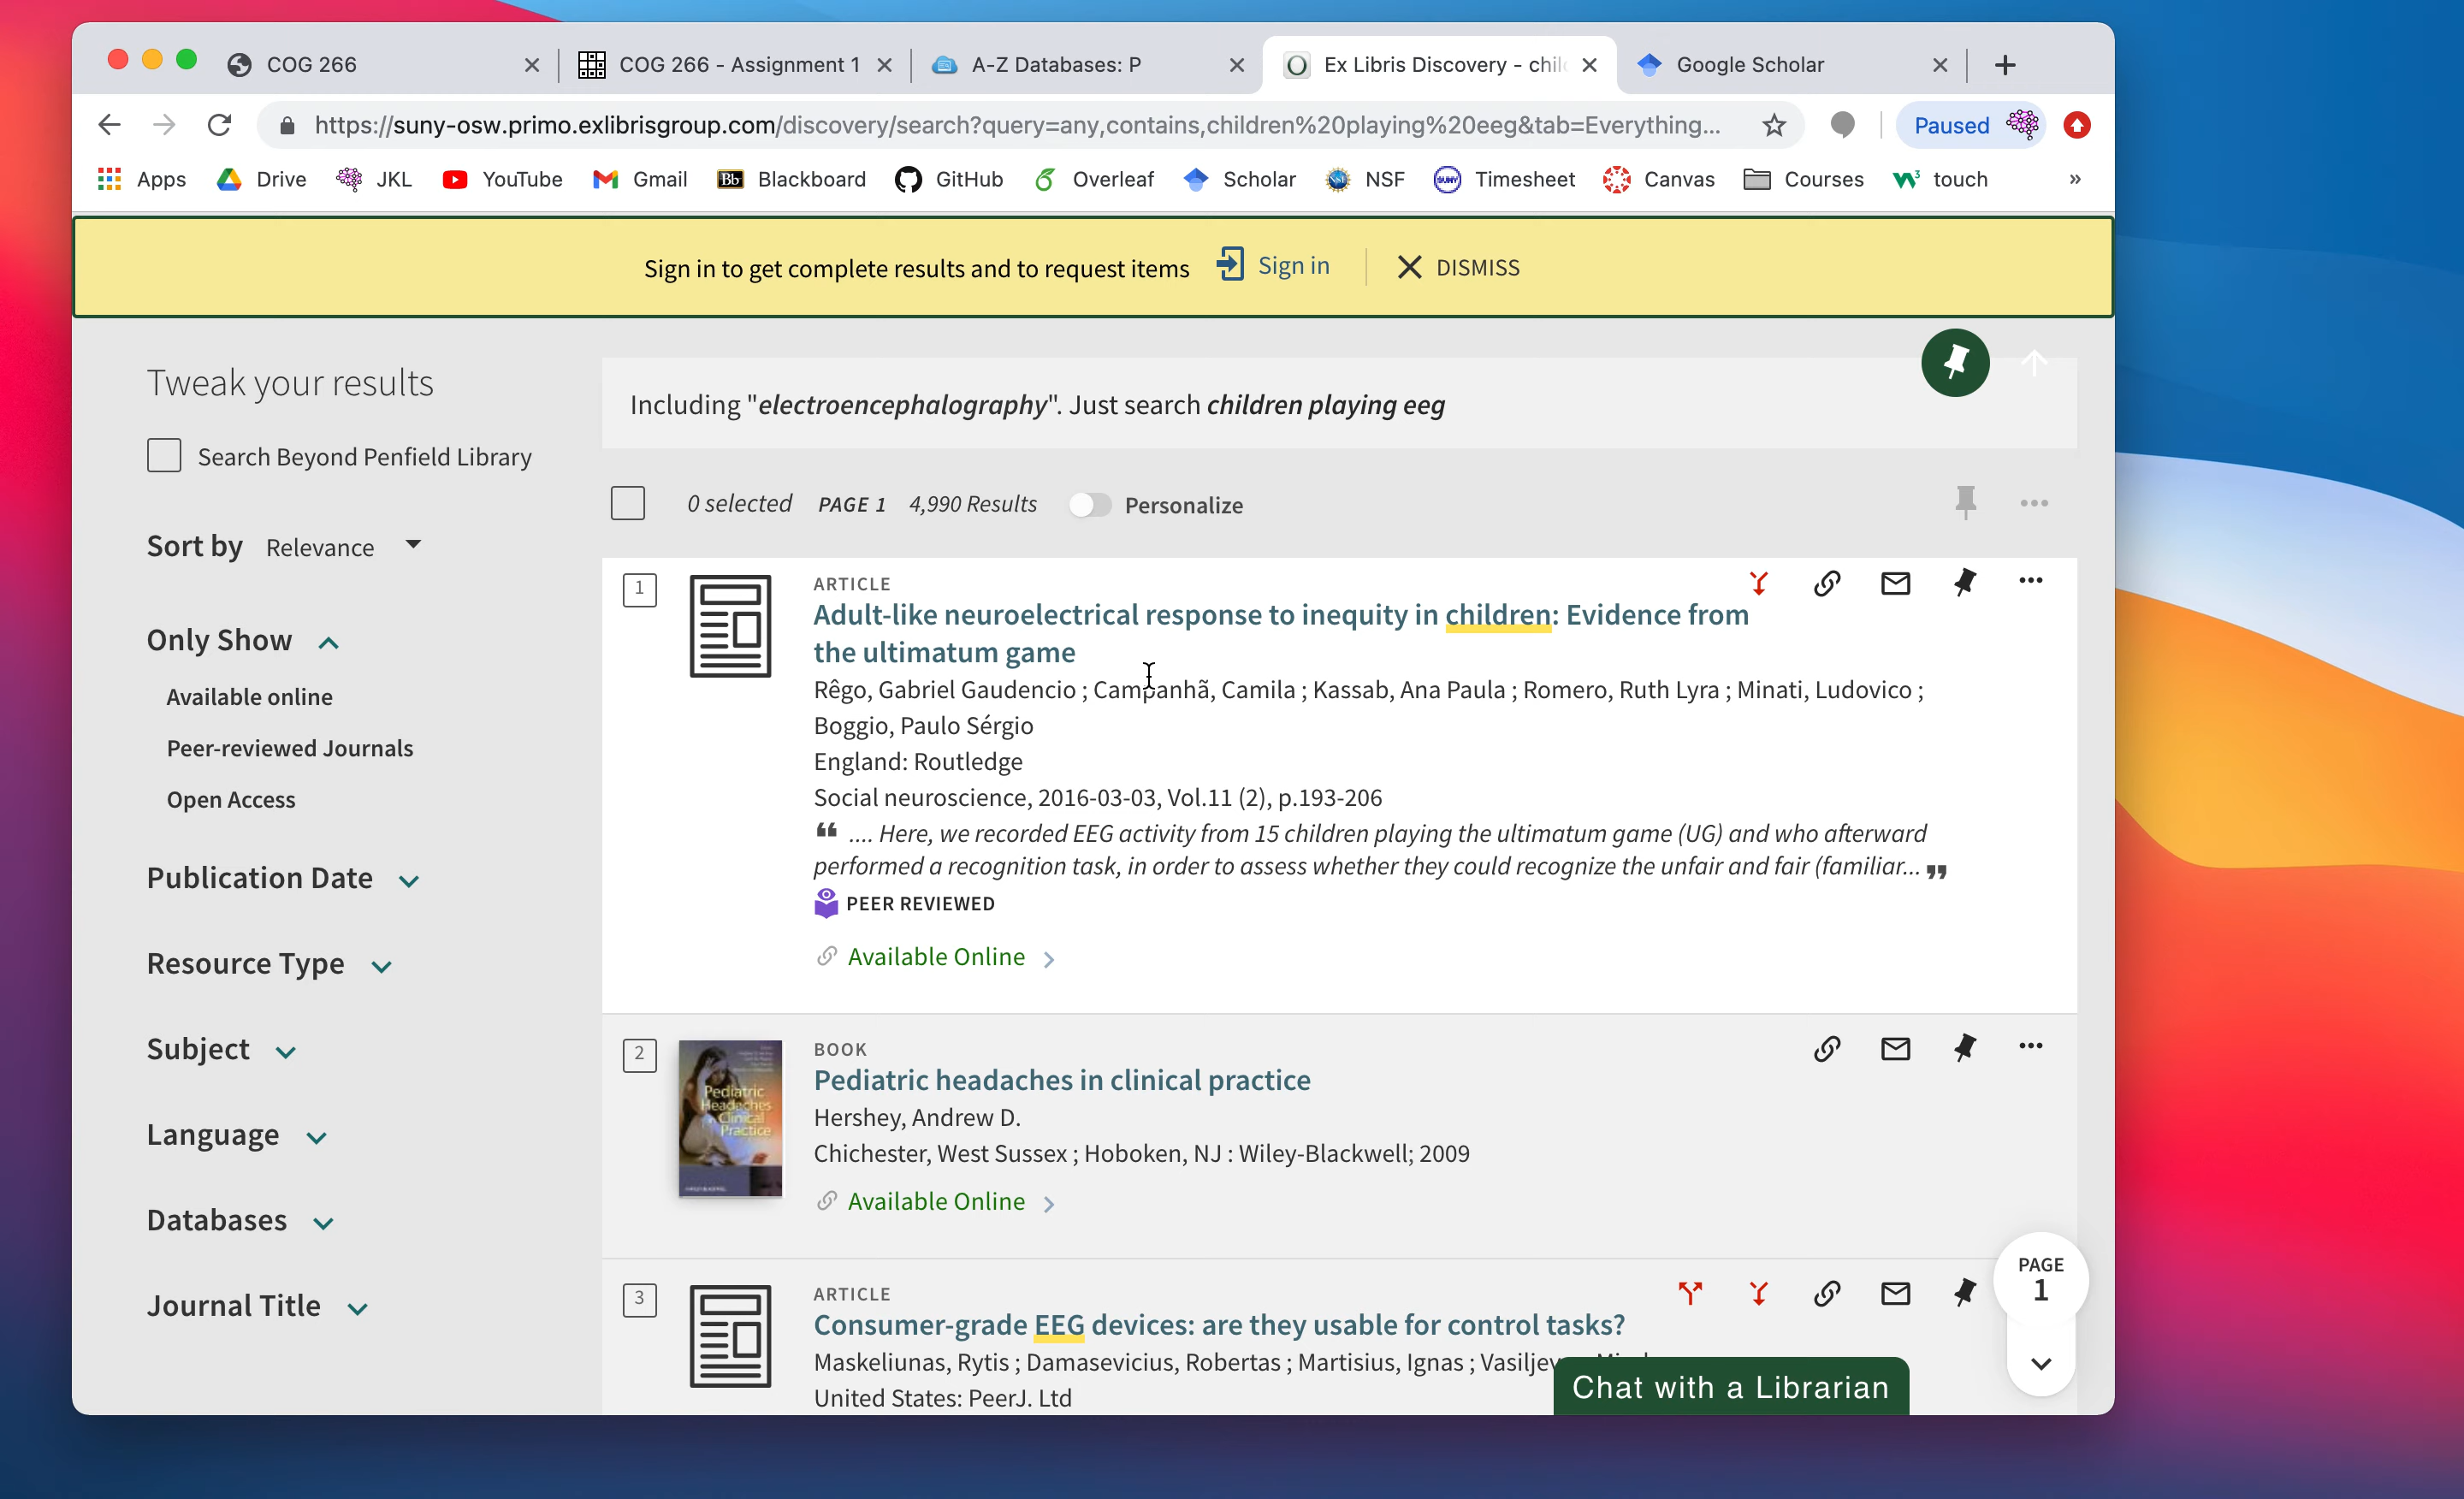 COG 266
COG 266 - Assignment 1
A-Z Databases: P
Ex Libris Discovery - chil
Google Scholar
https://suny-osw.primo.exlibrisgroup.com/discovery/search?query=any,contains,children%20playing%20eeg&tab=Everything...
Paused
Apps
Drive
JKL
YouTube
Gmail
Bb Blackboard
GitHub
Overleaf
Scholar
NSF
SUNY Timesheet
Canvas
Courses
W3 touch
»
Sign in to get complete results and to request items
Sign in
DISMISS
Tweak your results
Search Beyond Penfield Library
Sort by Relevance
Only Show
Available online
Peer-reviewed Journals
Open Access
Publication Date
Resource Type
Subject
Language
Databases
Journal Title
Including "electroencephalography". Just search children playing eeg
0 selected PAGE 1 4,990 Results Personalize
1
ARTICLE
Adult-like neuroelectrical response to inequity in children: Evidence from
the ultimatum game
Rêgo, Gabriel Gaudencio ; Campanhã, Camila ; Kassab, Ana Paula ; Romero, Ruth Lyra ; Minati, Ludovico ;
Boggio, Paulo Sérgio
England: Routledge
Social neuroscience, 2016-03-03, Vol.11 (2), p.193-206
“ .... Here, we recorded EEG activity from 15 children playing the ultimatum game (UG) and who afterward
performed a recognition task, in order to assess whether they could recognize the unfair and fair (familiar... ”
PEER REVIEWED
Available Online
2
Pediatric
Headaches
Clinical
Practice
BOOK
Pediatric headaches in clinical practice
Hershey, Andrew D.
Chichester, West Sussex ; Hoboken, NJ : Wiley-Blackwell; 2009
Available Online
3
ARTICLE
Consumer-grade EEG devices: are they usable for control tasks?
Maskeliunas, Rytis ; Damasevicius, Robertas ; Martisius, Ignas ; Vasiljev
United States: PeerJ. Ltd
PAGE
1
Chat with a Librarian